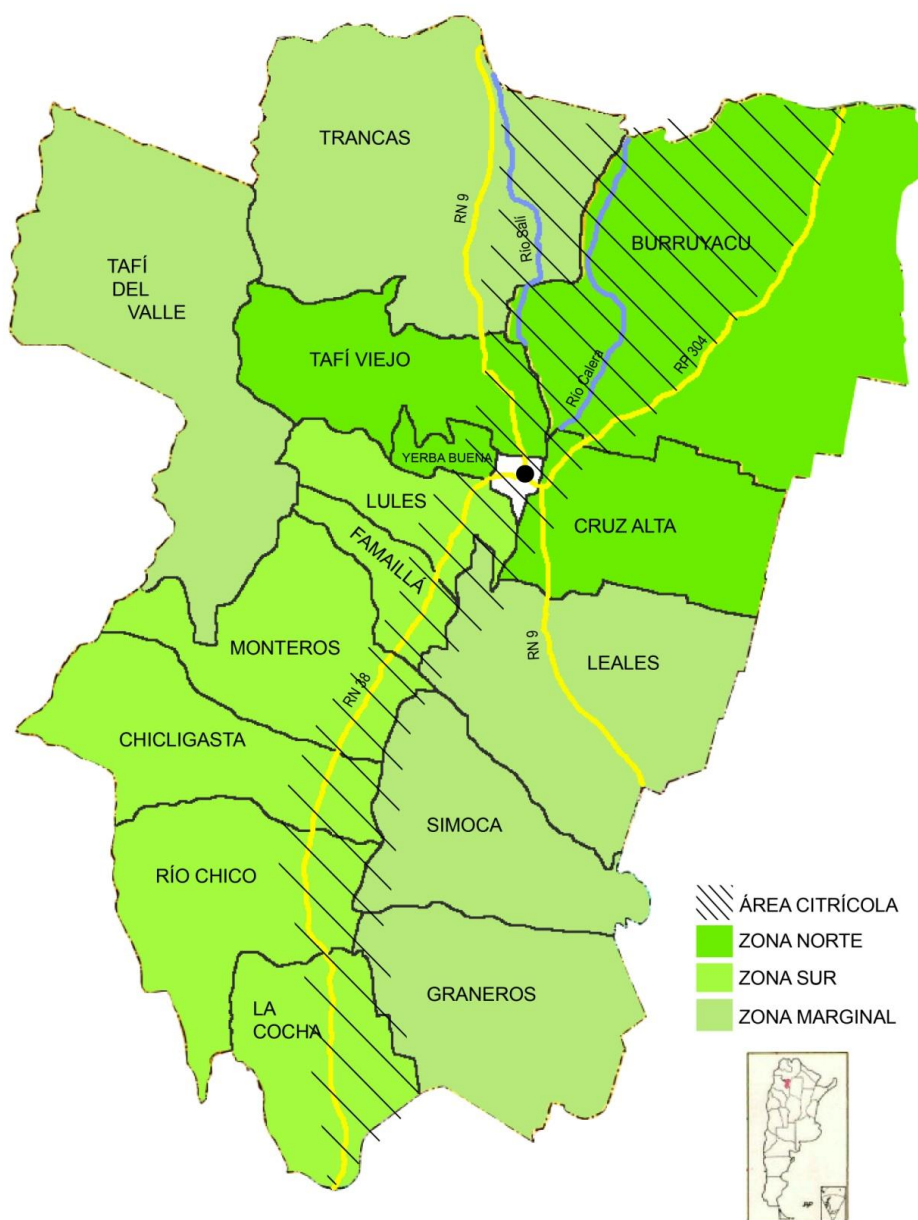 TRANCAS
RN 9
Río Salí
BURRUYACU
TAFÍ
DEL
VALLE
TAFÍ VIEJO
Río Calera
RP 304
YERBA BUENA
LULES
CRUZ ALTA
FAMAILLÁ
MONTEROS
RN 9
LEALES
RN 38
CHICLIGASTA
SIMOCA
RÍO CHICO
ÁREA CITRÍCOLA
ZONA NORTE
ZONA SUR
ZONA MARGINAL
GRANEROS
LA
COCHA